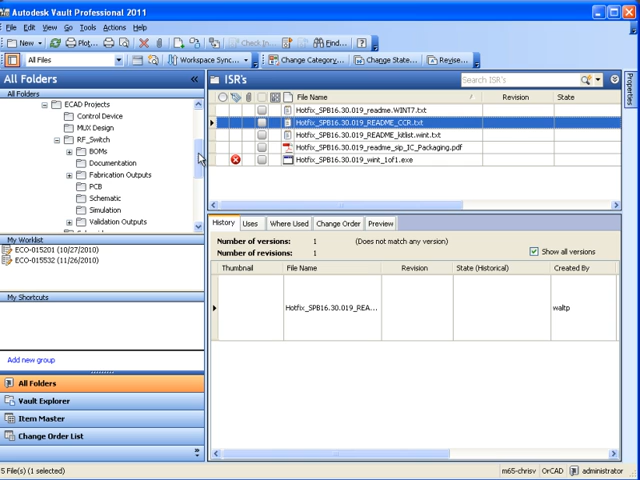 Autodesk Vault Professional 2011
File Edit View Go Tools Actions Help
New Plot... Check In... Find...
All Files Workspace Sync... Change Category... Change State... Revise...
All Folders « ISR's Search ISR's Properties
All Folders
ECAD Projects
Control Device
MUX Design
RF_Switch
BOMs
Documentation
Fabrication Outputs
PCB
Schematic
Simulation
Validation Outputs
File Name Revision State
Hotfix_SPB16.30.019_readme.WINT7.txt
Hotfix_SPB16.30.019_README_CCR.txt
Hotfix_SPB16.30.019_README_kitlist.wint.txt
Hotfix_SPB16.30.019_readme_sip_IC_Packaging.pdf
Hotfix_SPB16.30.019_wint_1of1.exe
My Worklist
ECO-015201 (10/27/2010)
ECO-015532 (11/26/2010)
My Shortcuts
Add new group
All Folders
Vault Explorer
Item Master
Change Order List
»
History Uses Where Used Change Order Preview
Number of versions: 1 (Does not match any version)
Number of revisions: 1 Show all versions
Thumbnail File Name Revision State (Historical) Created By
Hotfix_SPB16.30.019_REA... waltp
5 File(s) (1 selected) m65-chrisv OrCAD administrator